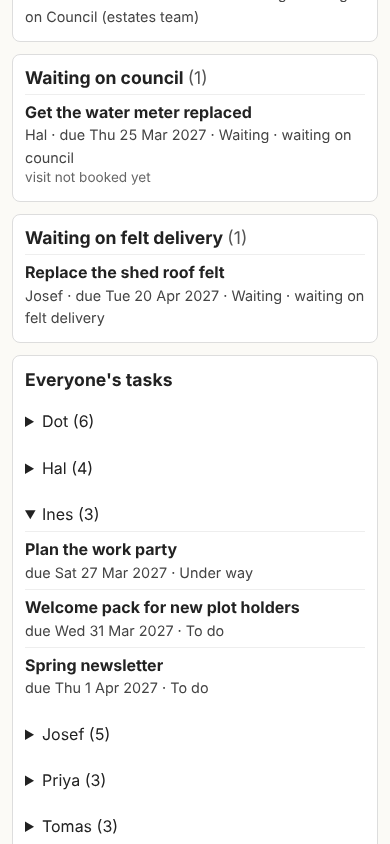 on Council (estates team)
Waiting on council (1)
Get the water meter replaced
Hal · due Thu 25 Mar 2027 · Waiting · waiting on
council
visit not booked yet
Waiting on felt delivery (1)
Replace the shed roof felt
Josef · due Tue 20 Apr 2027 · Waiting · waiting on
felt delivery
Everyone's tasks
Dot (6)
Hal (4)
Ines (3)
Plan the work party
due Sat 27 Mar 2027 · Under way
Welcome pack for new plot holders
due Wed 31 Mar 2027 · To do
Spring newsletter
due Thu 1 Apr 2027 · To do
Josef (5)
Priya (3)
Tomas (3)